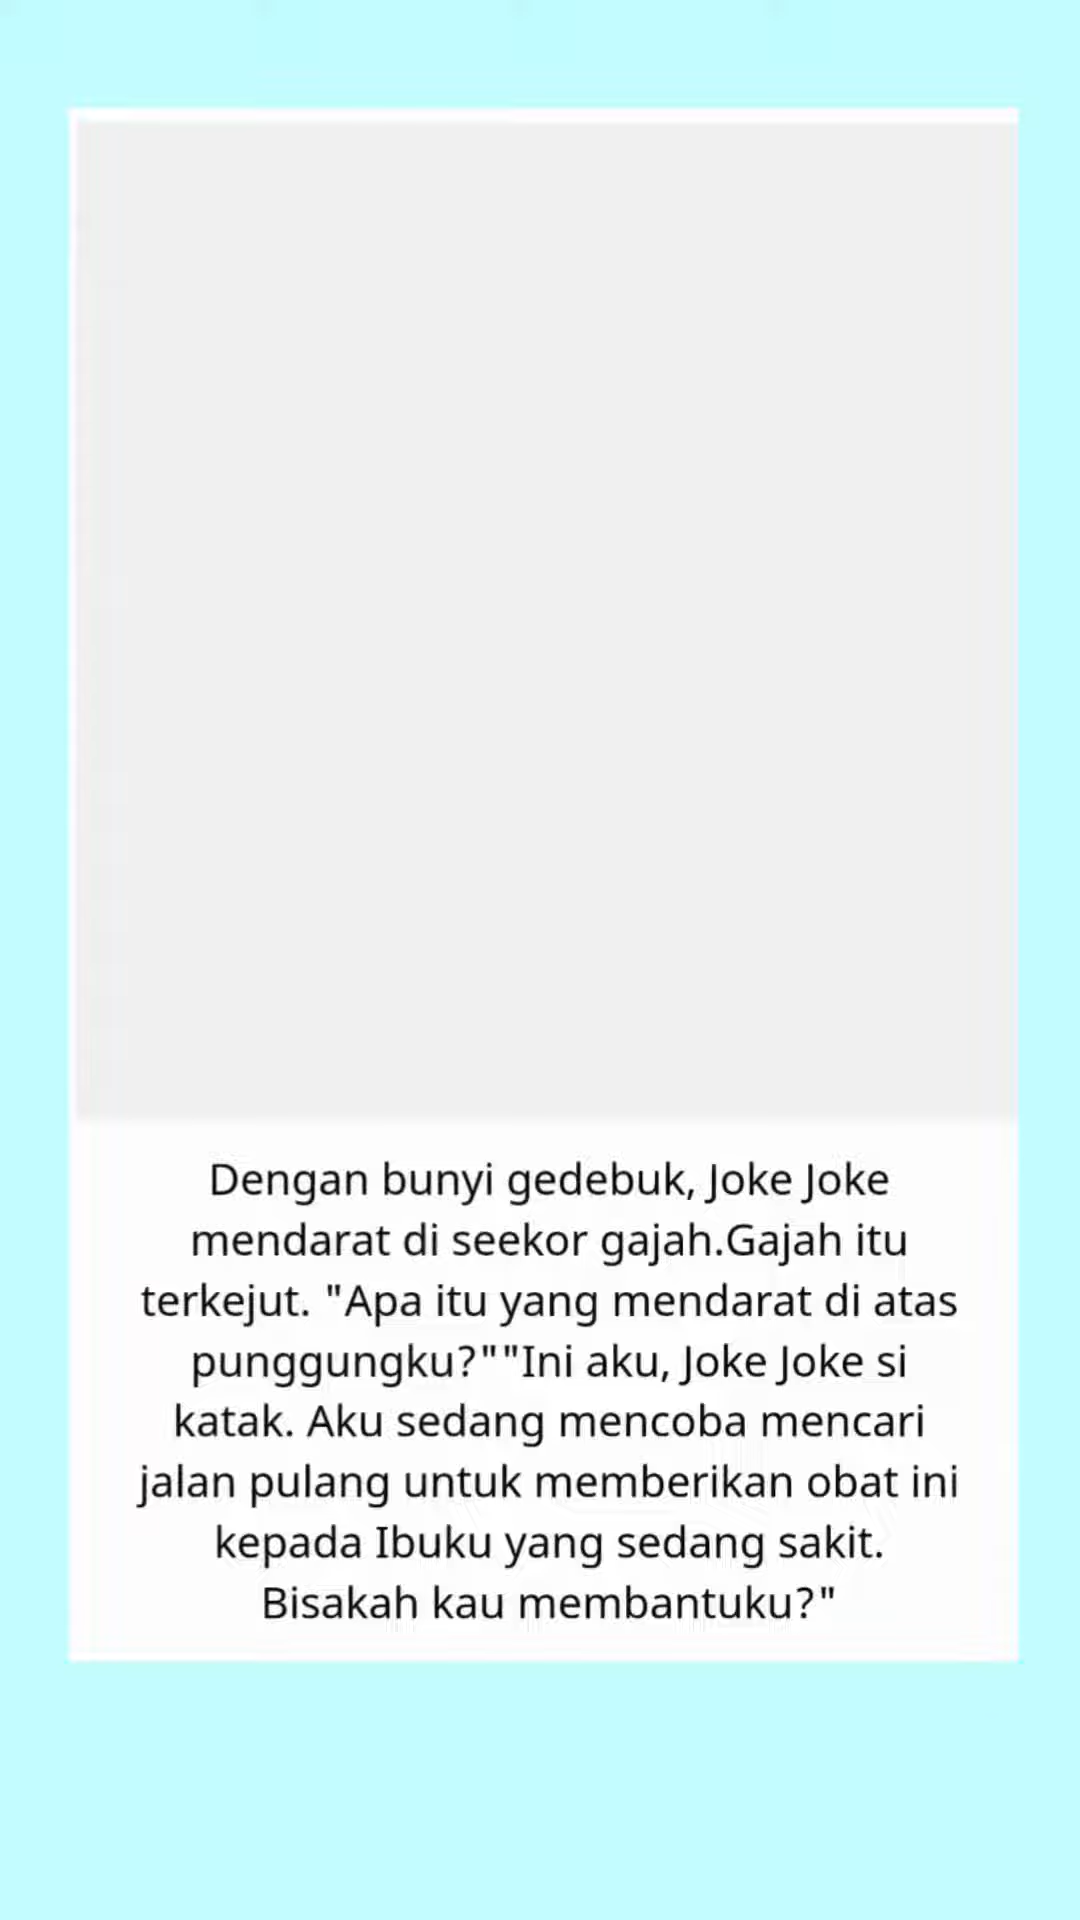 Dengan bunyi gedebuk, Joke Joke
mendarat di seekor gajah.Gajah itu
terkejut. "Apa itu yang mendarat di atas
punggungku?""Ini aku, Joke Joke si
katak. Aku sedang mencoba mencari
jalan pulang untuk memberikan obat ini
kepada Ibuku yang sedang sakit.
Bisakah kau membantuku?"